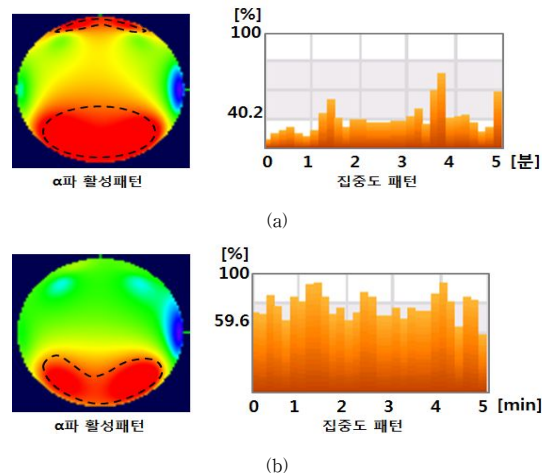 [%]
100
40.2
0 1 2 3 4 5 [분]
α파 활성패턴 집중도 패턴
(a)
[%]
100
59.6
0 1 2 3 4 5 [min]
α파 활성패턴 집중도 패턴
(b)